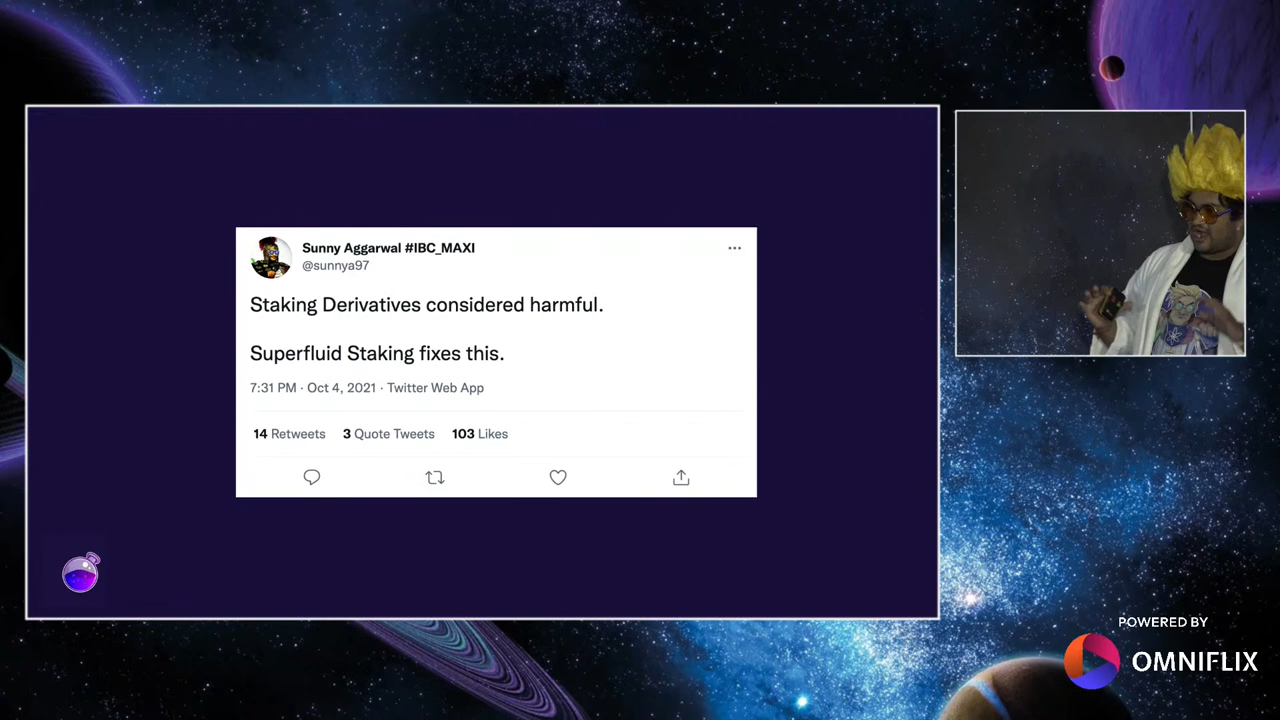 Sunny Aggarwal #IBC_MAXI
@sunnya97
Staking Derivatives considered harmful.
Superfluid Staking fixes this.
7:31 PM · Oct 4, 2021 · Twitter Web App
14 Retweets 3 Quote Tweets 103 Likes
POWERED BY
OMNIFLIX